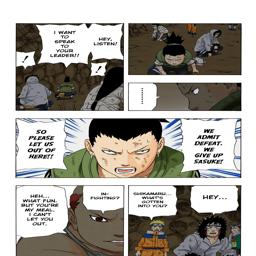 HEY,
LISTEN!
I
WANT
TO
SPEAK
TO
YOUR
LEADER!!
!
!
..........
WE
ADMIT
DEFEAT.
WE
GIVE UP
SASUKE!
SO
PLEASE
LET US
OUT OF
HERE!!
HEY...
SHIKAMARU...
WHAT'S
GOTTEN
INTO YOU?
IN-
FIGHTING?
HEH...
WHAT FUN.
BUT YOU'RE
MY MEAL.
I CAN'T
LET YOU
OUT.